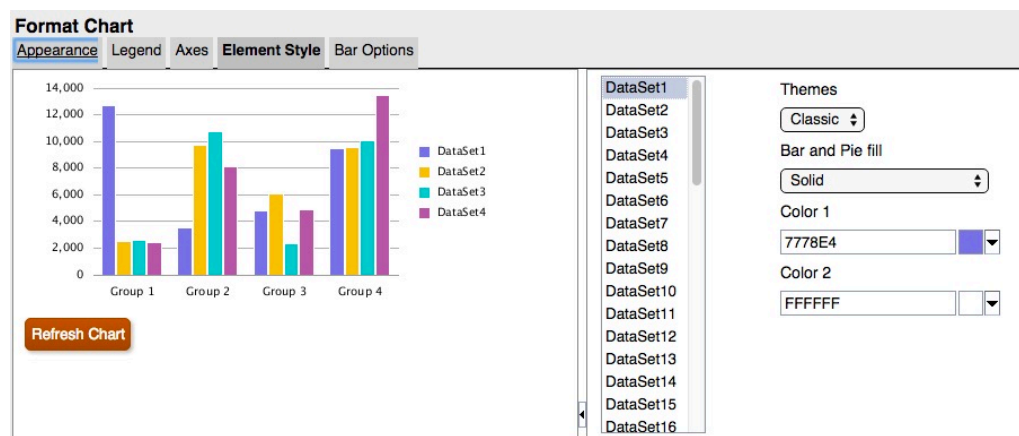 Format Chart
Appearance Legend Axes Element Style Bar Options
14,000
12,000
10,000
8,000
6,000
4,000
2,000
0
Group 1 Group 2 Group 3 Group 4
DataSet1
DataSet2
DataSet3
DataSet4
Refresh Chart
DataSet1
DataSet2
DataSet3
DataSet4
DataSet5
DataSet6
DataSet7
DataSet8
DataSet9
DataSet10
DataSet11
DataSet12
DataSet13
DataSet14
DataSet15
DataSet16
Themes
Classic
Bar and Pie fill
Solid
Color 1
7778E4
Color 2
FFFFFF